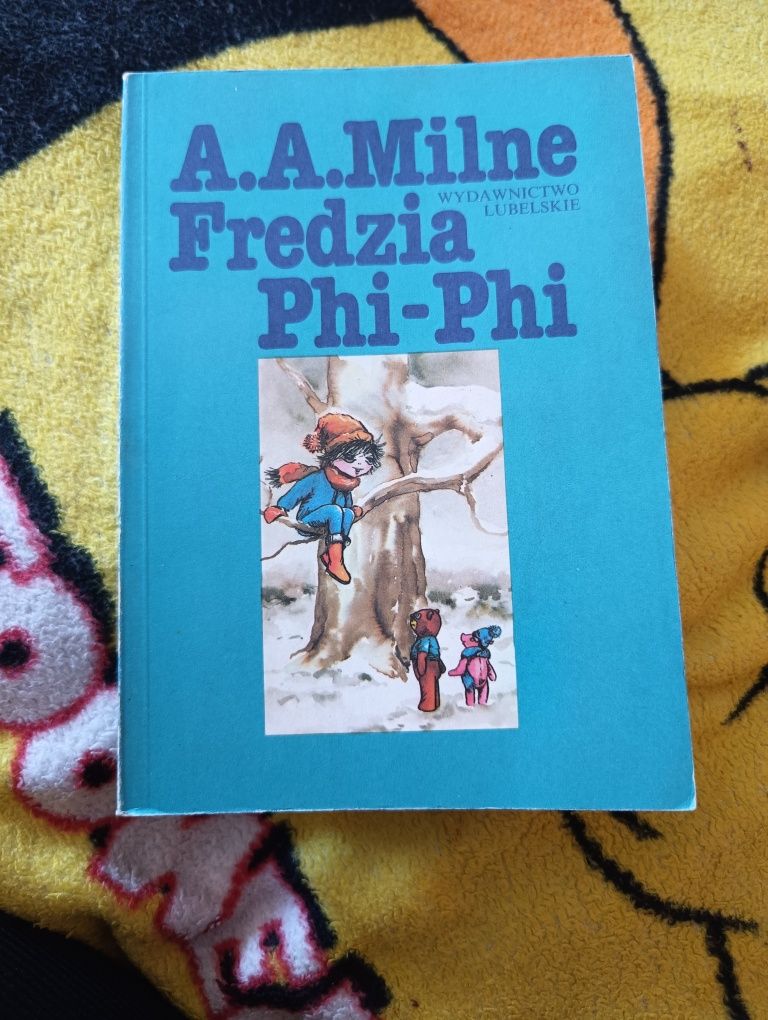 A.A.Milne
WYDAWNICTWO
LUBELSKIE
Fredzia
Phi-Phi